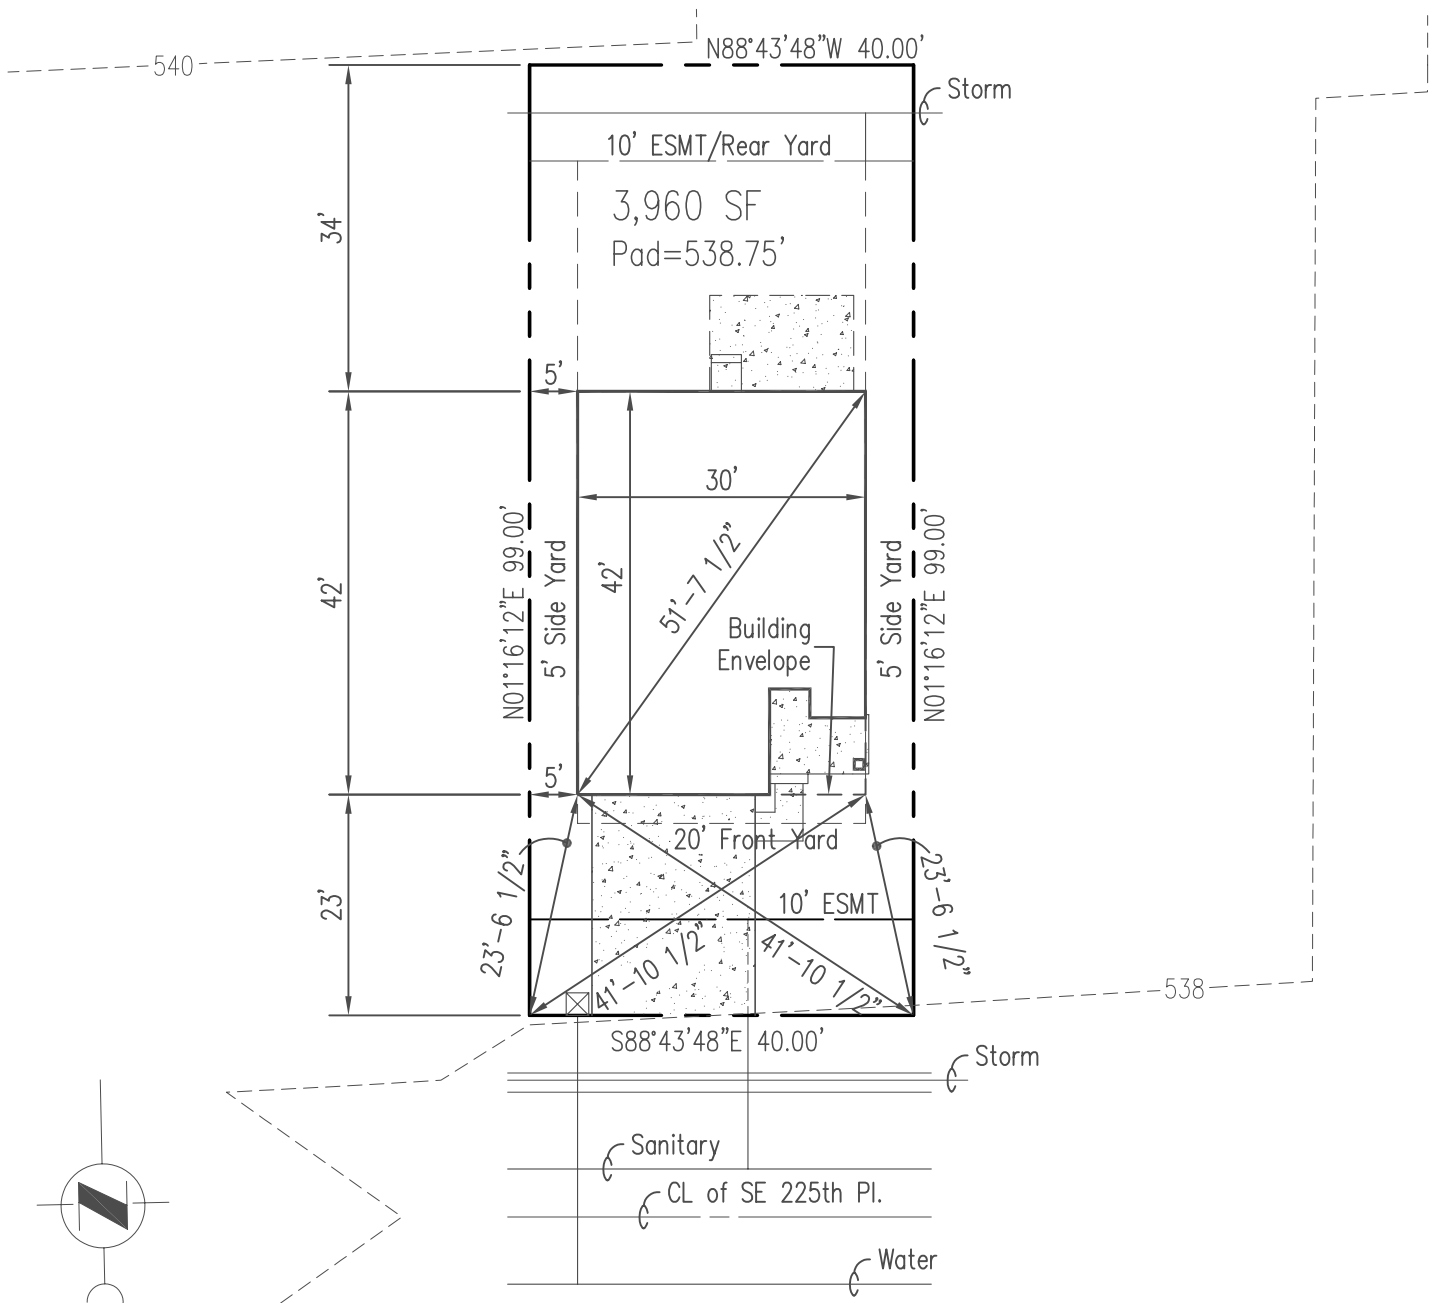 540
N88°43'48"W 40.00'
Storm
10' ESMT/Rear Yard
3,960 SF
Pad=538.75'
34'
5'
30'
42'
42'
51'-7 1/2"
N01°16'12"E 99.00'
5' Side Yard
5' Side Yard
N01°16'12"E 99.00'
Building
Envelope
5'
20' Front Yard
23'
23'-6 1/2"
23'-6 1/2"
10' ESMT
41'-10 1/2"
41'-10 1/2"
538
S88°43'48"E 40.00'
Storm
Sanitary
CL of SE 225th Pl.
Water